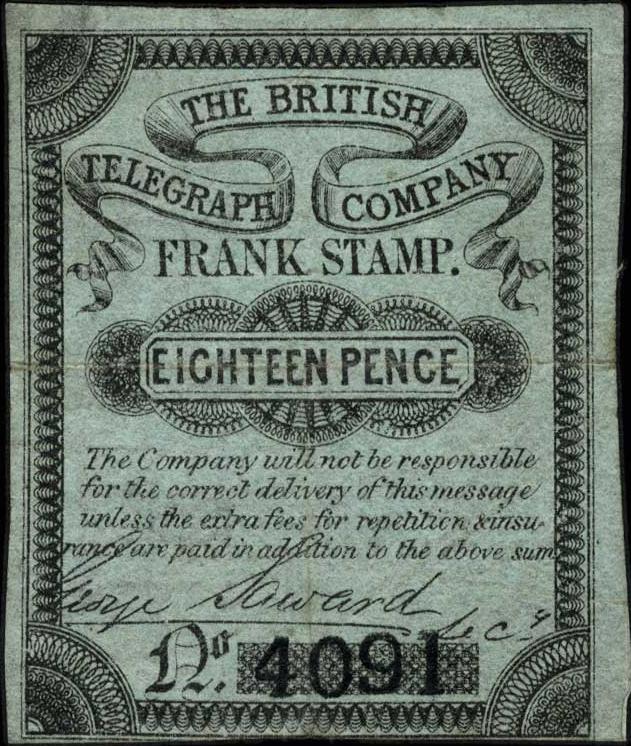 THE BRITISH
TELEGRAPH COMPANY
FRANK STAMP.
EIGHTEEN PENCE
The Company will not be responsible
for the correct delivery of this message
unless the extra fees for repetition & insu-
rance are paid in addition to the above sum
George Saward
Secy
No. 4091